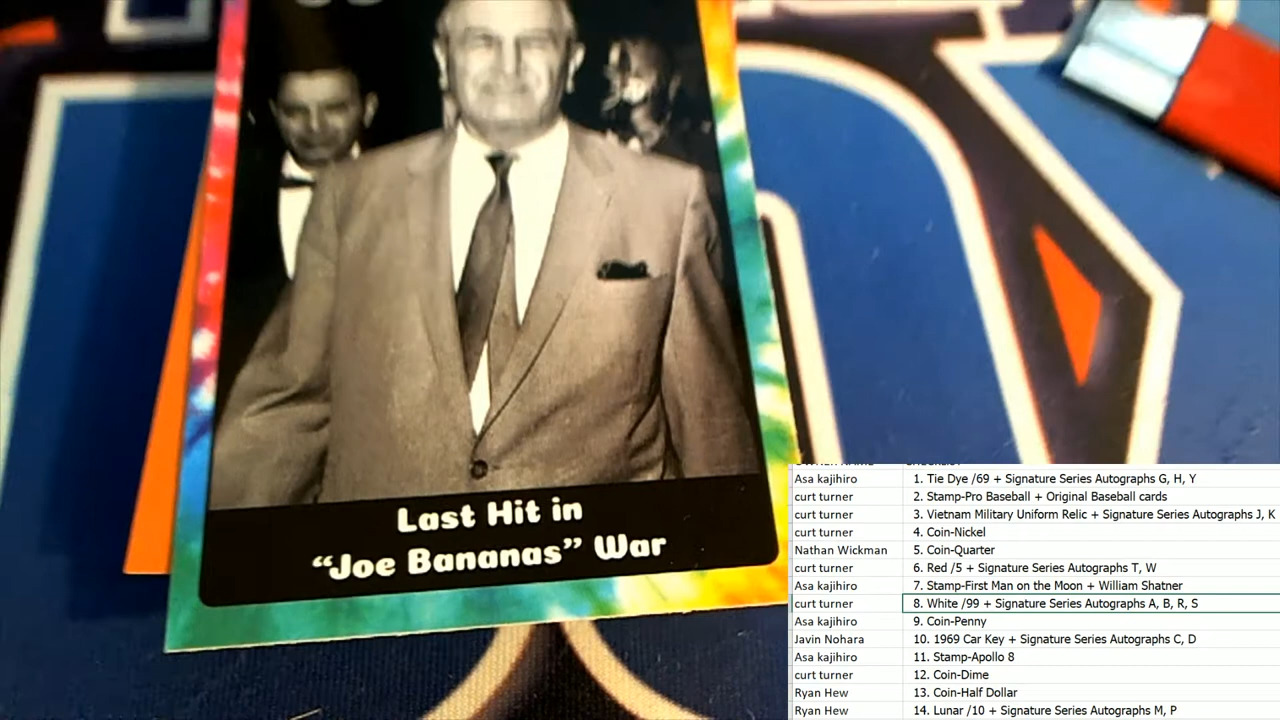 Last Hit in
“Joe Bananas” War
Asa kajihiro 1. Tie Dye /69 + Signature Series Autographs G, H, Y
curt turner 2. Stamp-Pro Baseball + Original Baseball cards
curt turner 3. Vietnam Military Uniform Relic + Signature Series Autographs J, K
curt turner 4. Coin-Nickel
Nathan Wickman 5. Coin-Quarter
curt turner 6. Red /5 + Signature Series Autographs T, W
Asa kajihiro 7. Stamp-First Man on the Moon + William Shatner
curt turner 8. White /99 + Signature Series Autographs A, B, R, S
Asa kajihiro 9. Coin-Penny
Javin Nohara 10. 1969 Car Key + Signature Series Autographs C, D
Asa kajihiro 11. Stamp-Apollo 8
curt turner 12. Coin-Dime
Ryan Hew 13. Coin-Half Dollar
Ryan Hew 14. Lunar /10 + Signature Series Autographs M, P